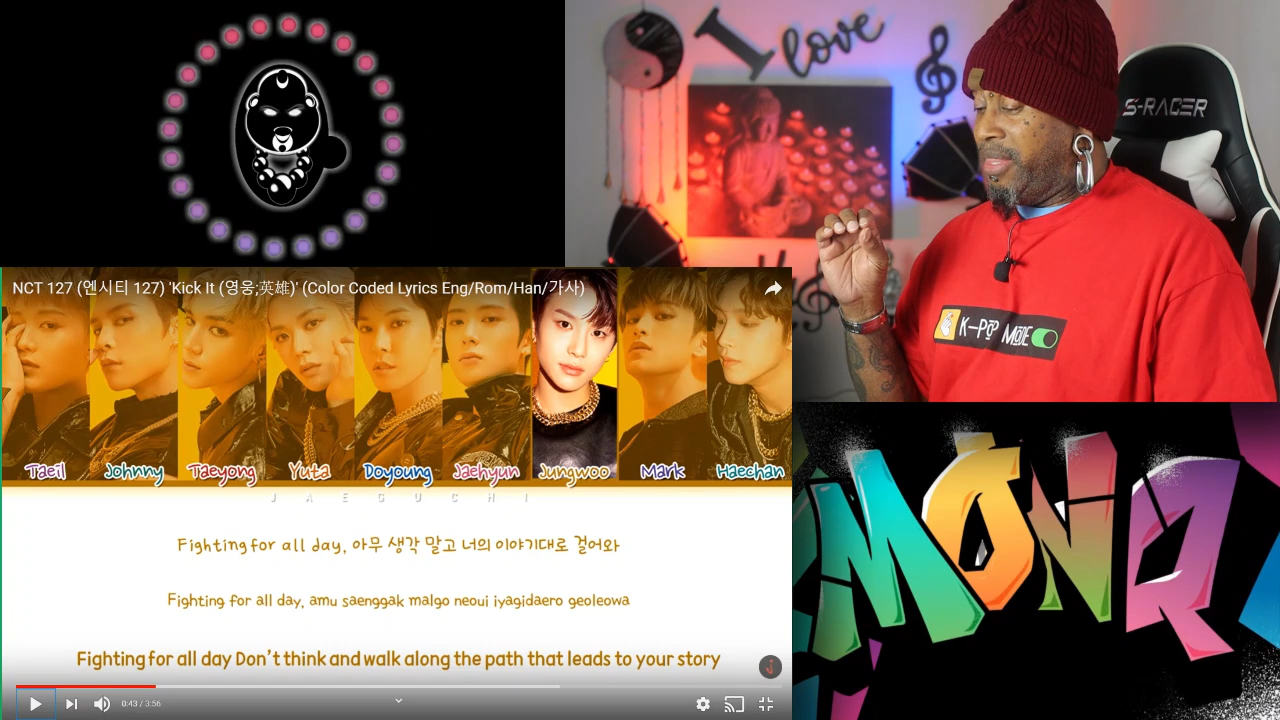 I love
S-RACER
K-POP MODE
NCT 127 (엔시티 127) 'Kick It (영웅;英雄)' (Color Coded Lyrics Eng/Rom/Han/가사)
Taeil Johnny Taeyong Yuta Doyoung Jaehyun Jungwoo Mark Haechan
J A E G U C H I
Fighting for all day, 아무 생각 말고 너의 이야기대로 걸어와
Fighting for all day, amu saenggak malgo neoui iyagidaero geoleowa
Fighting for all day Don't think and walk along the path that leads to your story
0:43 / 3:56
MONQ